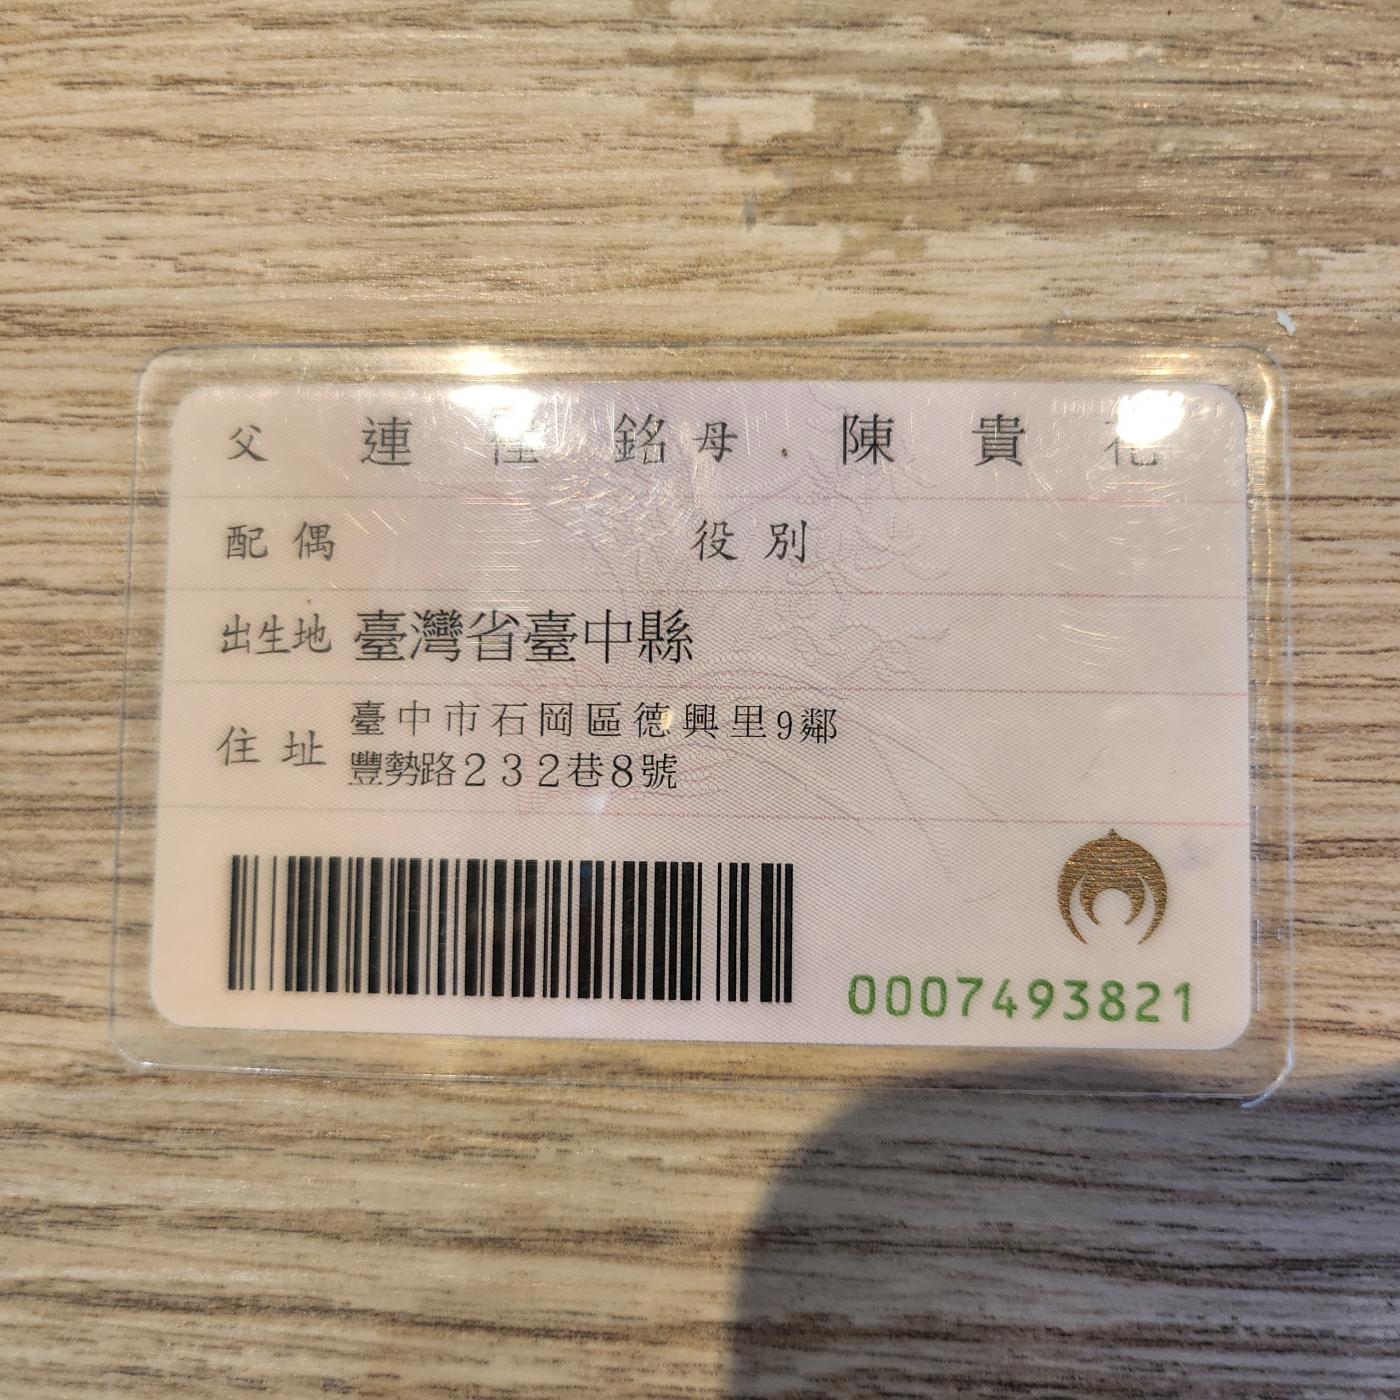 父 連 銘 母 陳 貴 花
配偶 役別
出生地 臺灣省臺中縣
住址 臺中市石岡區德興里9鄰
豐勢路232巷8號
0007493821